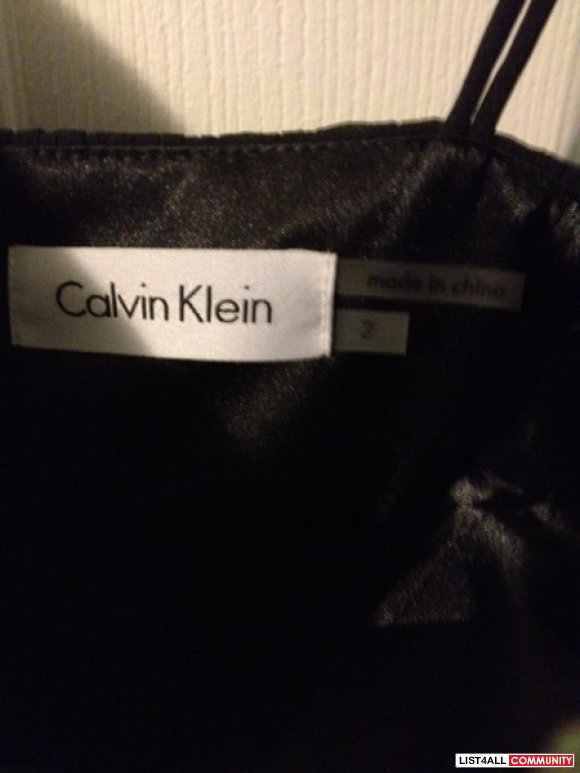 Calvin Klein
made in china
2
LIST4ALL COMMUNITY